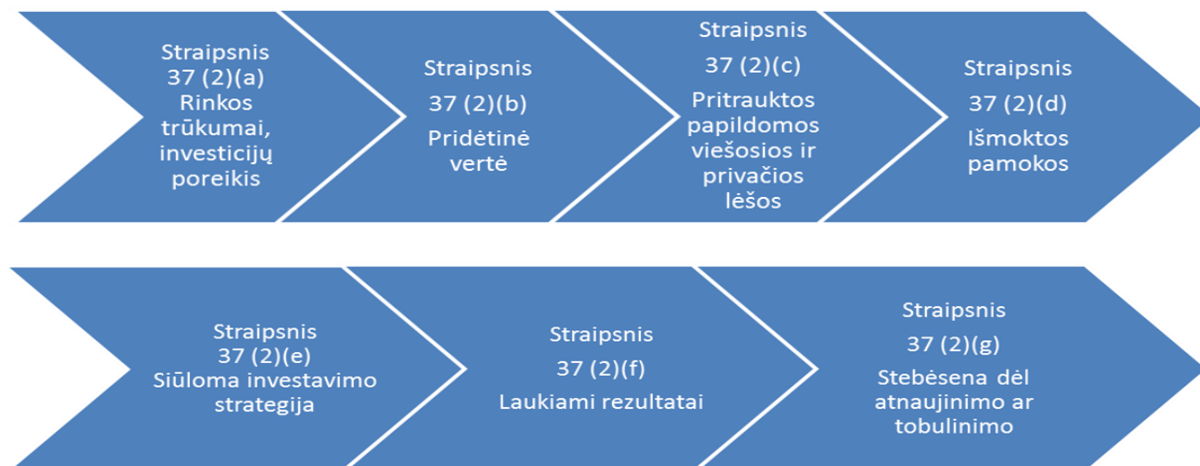 Straipsnis
37 (2)(a)
Rinkos
trūkumai,
investicijų
poreikis
Straipsnis
37 (2)(b)
Pridėtinė
vertė
Straipsnis
37 (2)(c)
Pritrauktos
papildomos
viešosios ir
privačios
lėšos
Straipsnis
37 (2)(d)
Išmoktos
pamokos
Straipsnis
37 (2)(e)
Siūloma investavimo
strategija
Straipsnis
37 (2)(f)
Laukiami rezultatai
Straipsnis
37 (2)(g)
Stebėsena dėl
atnaujinimo ar
tobulinimo